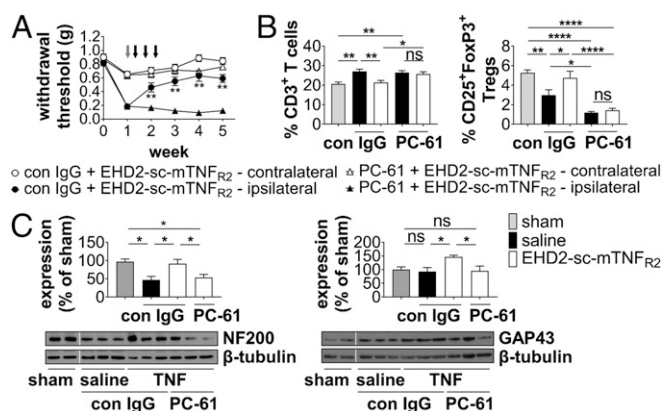 A
withdrawal
threshold (g)
1.2
1.0
0.8
0.6
0.4
0.2
0.0
** ** ** **
0 1 2 3 4 5
week
B
% CD3+ T cells
40
30
20
10
0
**
** ** *
ns
con IgG PC-61
% CD25+FoxP3+
Tregs
8
6
4
2
0
****
****
** * ****
*
ns
con IgG PC-61
con IgG + EHD2-sc-mTNFR2 - contralateral
con IgG + EHD2-sc-mTNFR2 - ipsilateral
PC-61 + EHD2-sc-mTNFR2 - contralateral
PC-61 + EHD2-sc-mTNFR2 - ipsilateral
C
expression
(% of sham)
150
100
50
0
*
* * *
con IgG PC-61
NF200
β-tubulin
sham saline TNF
con IgG PC-61
expression
(% of sham)
200
150
100
50
0
ns
ns * *
con IgG PC-61
GAP43
β-tubulin
sham saline TNF
con IgG PC-61
sham
saline
EHD2-sc-mTNFR2